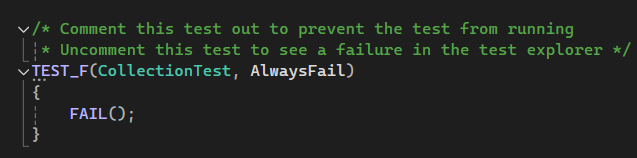 /* Comment this test out to prevent the test from running
* Uncomment this test to see a failure in the test explorer */
TEST_F(CollectionTest, AlwaysFail)
{
FAIL();
}